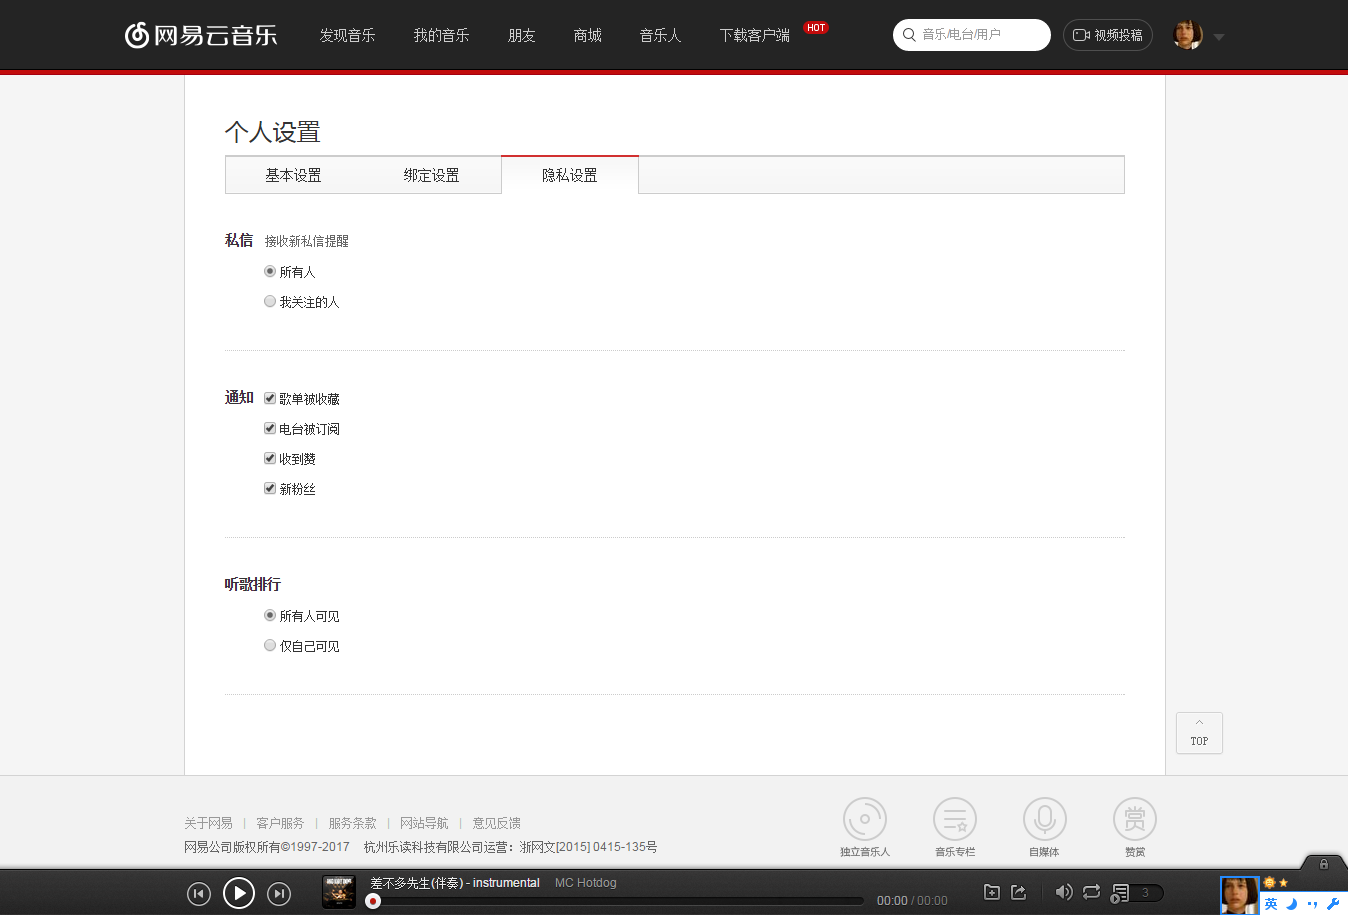 网易云音乐 发现音乐 我的音乐 朋友 商城 音乐人 下载客户端 HOT 音乐/电台/用户 视频投稿
个人设置
基本设置 绑定设置 隐私设置
私信 接收新私信提醒
所有人
我关注的人
通知 歌单被收藏
电台被订阅
收到赞
新粉丝
听歌排行
所有人可见
仅自己可见
TOP
关于网易 | 客户服务 | 服务条款 | 网站导航 | 意见反馈
网易公司版权所有©1997-2017 杭州乐读科技有限公司运营：浙网文[2015] 0415-135号
赏
独立音乐人 音乐专栏 自媒体 赞赏
差不多先生(伴奏) - instrumental MC Hotdog
00:00 / 00:00
3
英